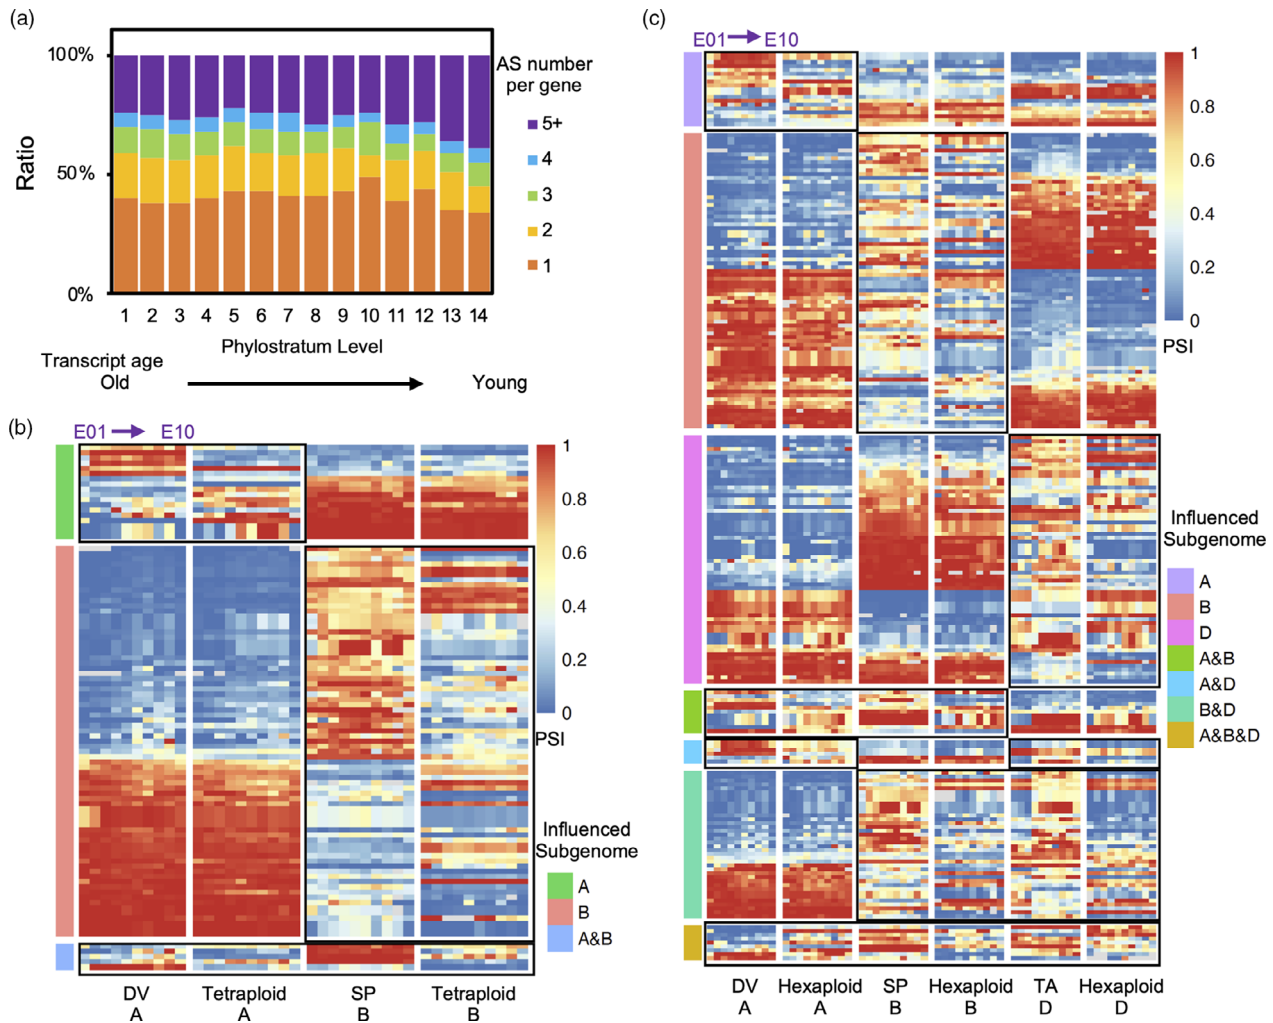 (a)
100%
50%
0%
Ratio
AS number
per gene
5+
4
3
2
1
1 2 3 4 5 6 7 8 9 10 11 12 13 14
Phylostratum Level
Transcript age
Old
Young
(b)
E01 E10
1
0.8
0.6
0.4
0.2
0
PSI
Influenced
Subgenome
A
B
A&B
DV Tetraploid SP Tetraploid
A A B B
(c)
E01 E10
1
0.8
0.6
0.4
0.2
0
PSI
Influenced
Subgenome
A
B
D
A&B
A&D
B&D
A&B&D
DV Hexaploid SP Hexaploid TA Hexaploid
A A B B D D